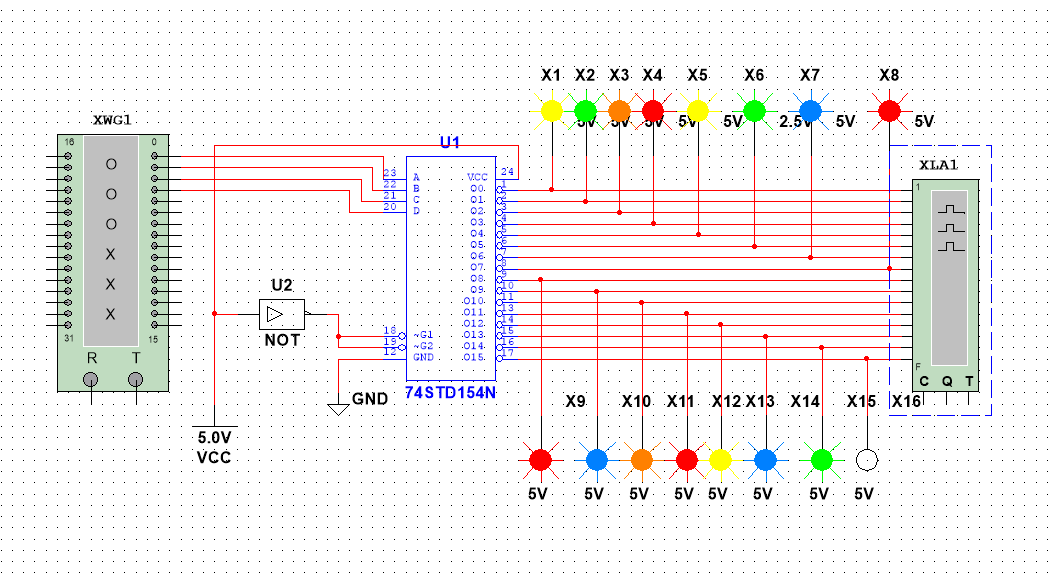 X1 X2 X3 X4 X5 X6 X7 X8
5V 5V 5V 5V 5V 2.5V 5V 5V
XWG1
16 0
O
O
O
X
X
X
31 15
R T
U1
23 A VCC 24
22 B O0 1
21 C O1 2
20 D O2 3
O3 4
O4 5
O5 6
O6 7
O7 8
O8 9
O9 10
O10 11
O11 13
O12 14
18 ~G1 O13 15
19 ~G2 O14 16
12 GND O15 17
74STD154N
U2
NOT
GND
5.0V
VCC
XLA1
1
F
C Q T
X9 X10 X11 X12 X13 X14 X15 X16
5V 5V 5V 5V 5V 5V 5V 5V